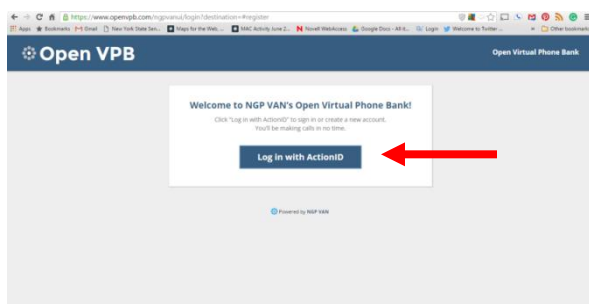 https://www.openvpb.com/ngpvanui/login?destination=#register
Apps Bookmarks Gmail New York State Sen... Maps for the Web, ... MAC Activity June 2... Novell WebAccess Google Docs - All it... Login Welcome to Twitter ... » Other bookmark
Open VPB
Open Virtual Phone Bank
Welcome to NGP VAN's Open Virtual Phone Bank!
Click "Log in with ActionID" to sign in or create a new account.
You'll be making calls in no time.
Log in with ActionID
Powered by NGP VAN